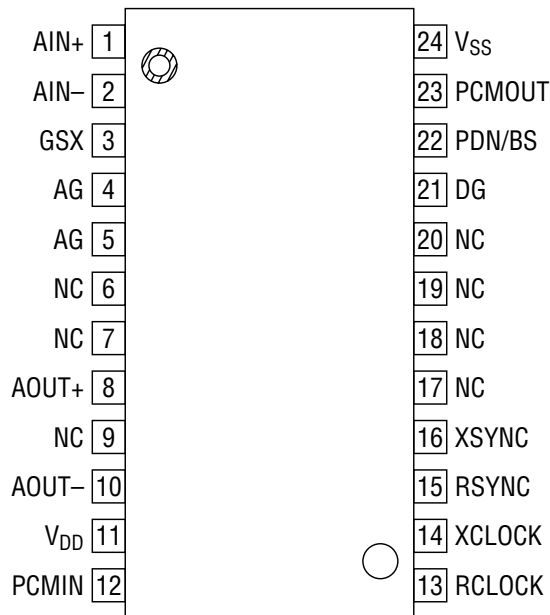 AIN+ 1 24 VSS
AIN– 2 23 PCMOUT
GSX 3 22 PDN/BS
AG 4 21 DG
AG 5 20 NC
NC 6 19 NC
NC 7 18 NC
AOUT+ 8 17 NC
NC 9 16 XSYNC
AOUT– 10 15 RSYNC
VDD 11 14 XCLOCK
PCMIN 12 13 RCLOCK